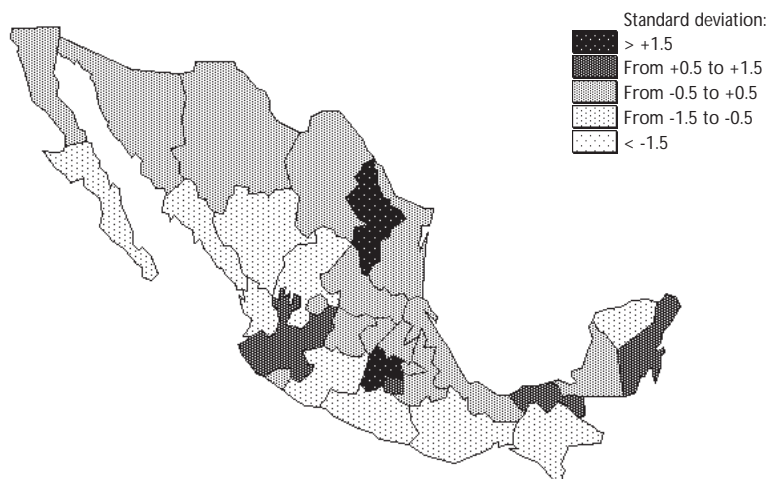 Standard deviation:
> +1.5
From +0.5 to +1.5
From -0.5 to +0.5
From -1.5 to -0.5
< -1.5